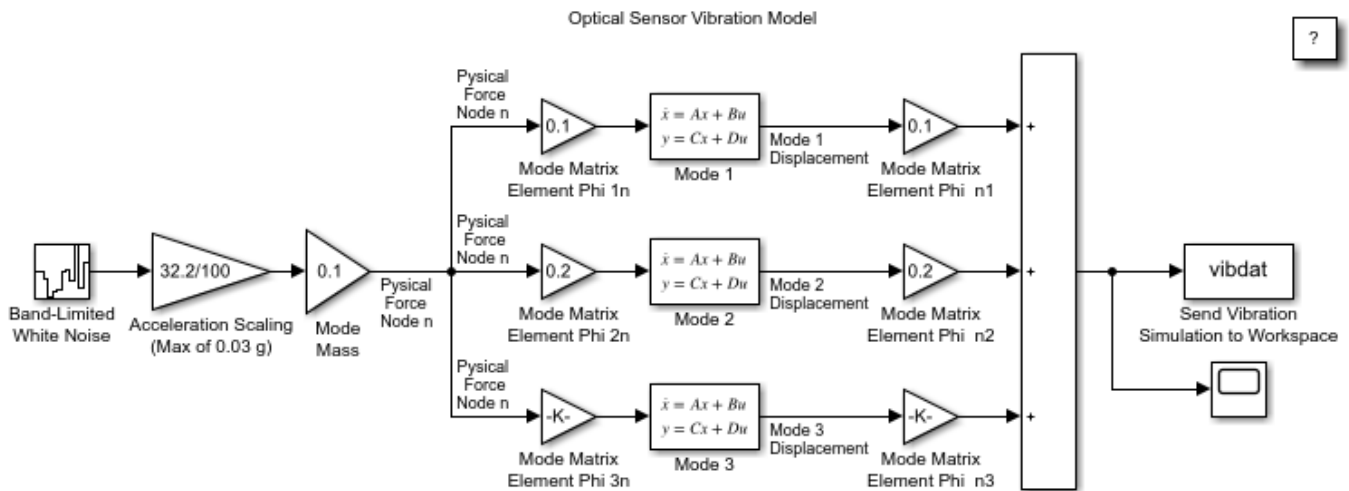 Optical Sensor Vibration Model
?
Pysical
Force
Node n
0.1
Mode Matrix
Element Phi 1n
ẋ = Ax + Bu
y = Cx + Du
Mode 1
Mode 1
Displacement
0.1
Mode Matrix
Element Phi  n1
+
Band-Limited
White Noise
32.2/100
Acceleration Scaling
(Max of 0.03 g)
0.1
Mode
Mass
Pysical
Force
Node n
Pysical
Force
Node n
0.2
Mode Matrix
Element Phi 2n
ẋ = Ax + Bu
y = Cx + Du
Mode 2
Mode 2
Displacement
0.2
Mode Matrix
Element Phi  n2
+
vibdat
Send Vibration
Simulation to Workspace
Pysical
Force
Node n
-K-
Mode Matrix
Element Phi 3n
ẋ = Ax + Bu
y = Cx + Du
Mode 3
Mode 3
Displacement
-K-
Mode Matrix
Element Phi  n3
+